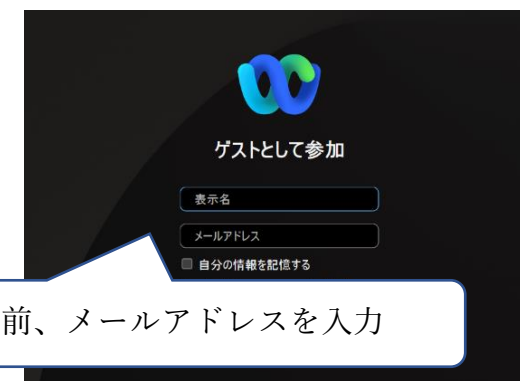 ゲストとして参加
表示名
メールアドレス
自分の情報を記憶する
前、メールアドレスを入力